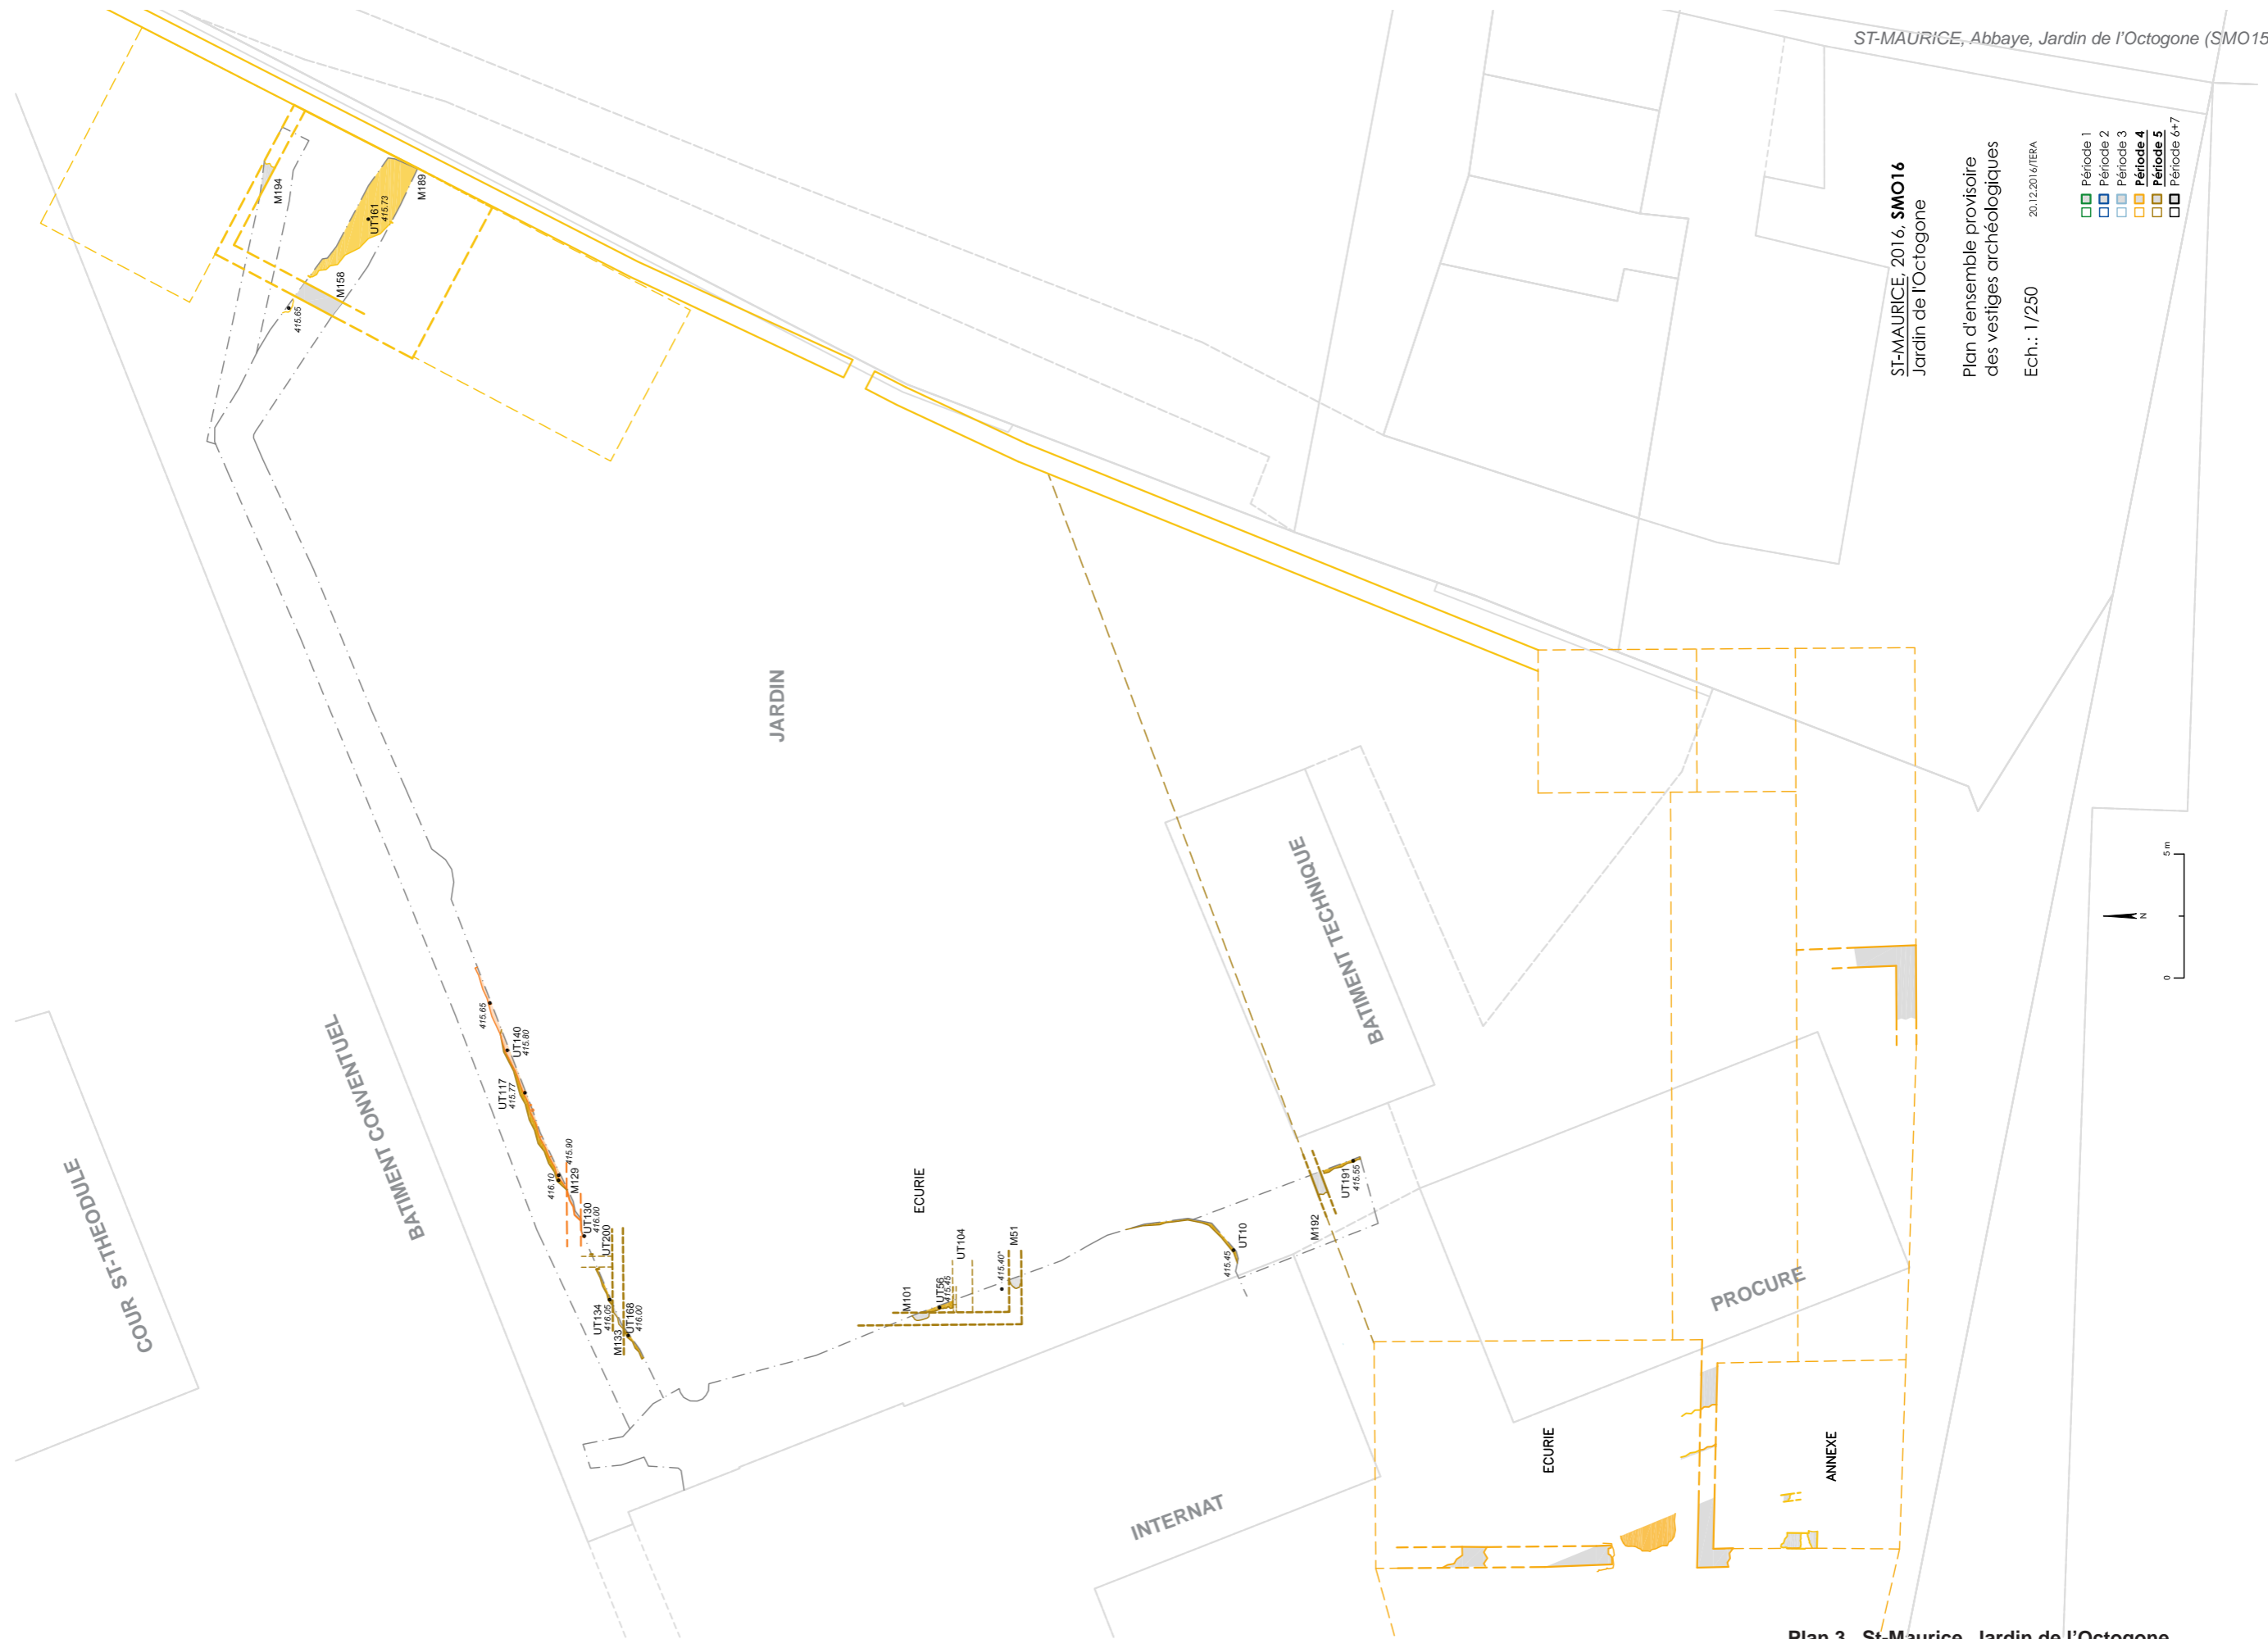 ST-MAURICE, Abbaye, Jardin de l'Octogone (SMO15
ST-MAURICE, 2016, SMO16
Jardin de l'Octogone
Plan d'ensemble provisoire
des vestiges archéologiques
Ech.: 1/250
20.12.2016/TERA
Période 1
Période 2
Période 3
Période 4
Période 5
Période 6+7
M194
UT161
415.73
M189
M158
415.65
JARDIN
COUR ST-THEODULE
BATIMENT CONVENTUEL
415.65
UT140
415.80
UT117
415.77
415.90
416.10
M129
UT130
416.00
UT200
UT134
416.05
M133
UT168
416.00
ECURIE
M101
UT56
415.45
UT104
415.40*
M51
BATIMENT TECHNIQUE
UT191
415.55
M192
UT10
415.45
PROCURE
INTERNAT
ECURIE
ANNEXE
N
0
5 m
Plan 3 St-Maurice, Jardin de l'Octogone